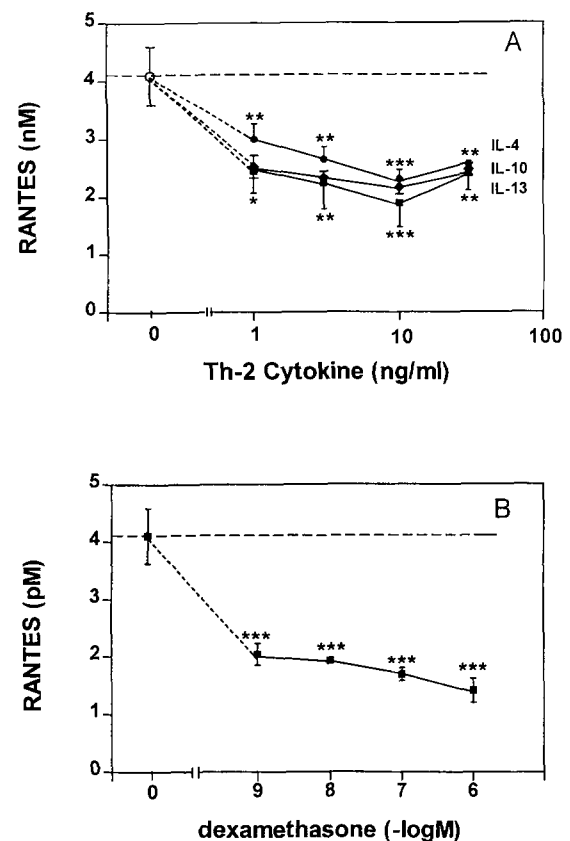 A
RANTES (nM)
5
4
3
2
1
0
** ** *** **
IL-4
IL-10
IL-13
* ** *** **
0 1 10 100
Th-2 Cytokine (ng/ml)
B
RANTES (pM)
5
4
3
2
1
0
*** *** *** ***
0 9 8 7 6
dexamethasone (-logM)